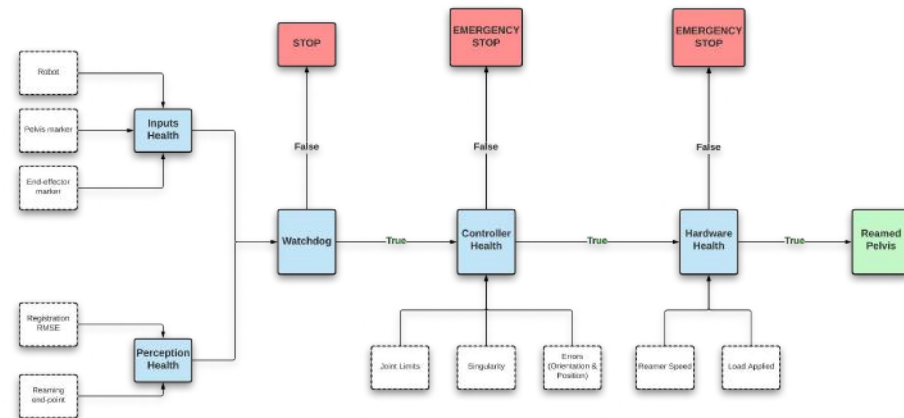 STOP
EMERGENCY
STOP
EMERGENCY
STOP
Robot
Inputs
Health
Pelvis marker
End-effector
marker
False
False
False
Watchdog
True
Controller
Health
True
Hardware
Health
True
Reamed
Pelvis
Registration
RMSE
Perception
Health
Reaming
end-point
Joint Limits
Singularity
Errors
(Orientation &
Position)
Reamer Speed
Load Applied